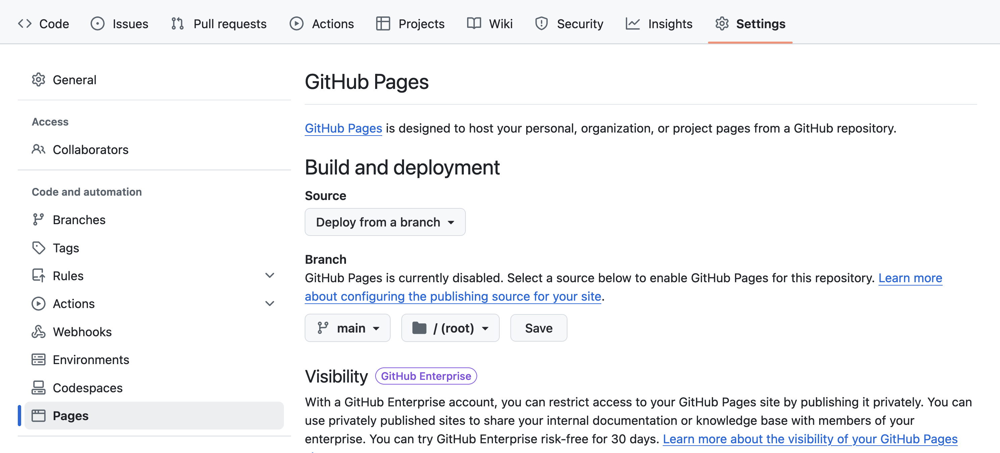 Code Issues Pull requests Actions Projects Wiki Security Insights Settings
General
Access
Collaborators
Code and automation
Branches
Tags
Rules
Actions
Webhooks
Environments
Codespaces
Pages
GitHub Pages
GitHub Pages is designed to host your personal, organization, or project pages from a GitHub repository.
Build and deployment
Source
Deploy from a branch
Branch
GitHub Pages is currently disabled. Select a source below to enable GitHub Pages for this repository. Learn more
about configuring the publishing source for your site.
main / (root) Save
Visibility GitHub Enterprise
With a GitHub Enterprise account, you can restrict access to your GitHub Pages site by publishing it privately. You can
use privately published sites to share your internal documentation or knowledge base with members of your
enterprise. You can try GitHub Enterprise risk-free for 30 days. Learn more about the visibility of your GitHub Pages